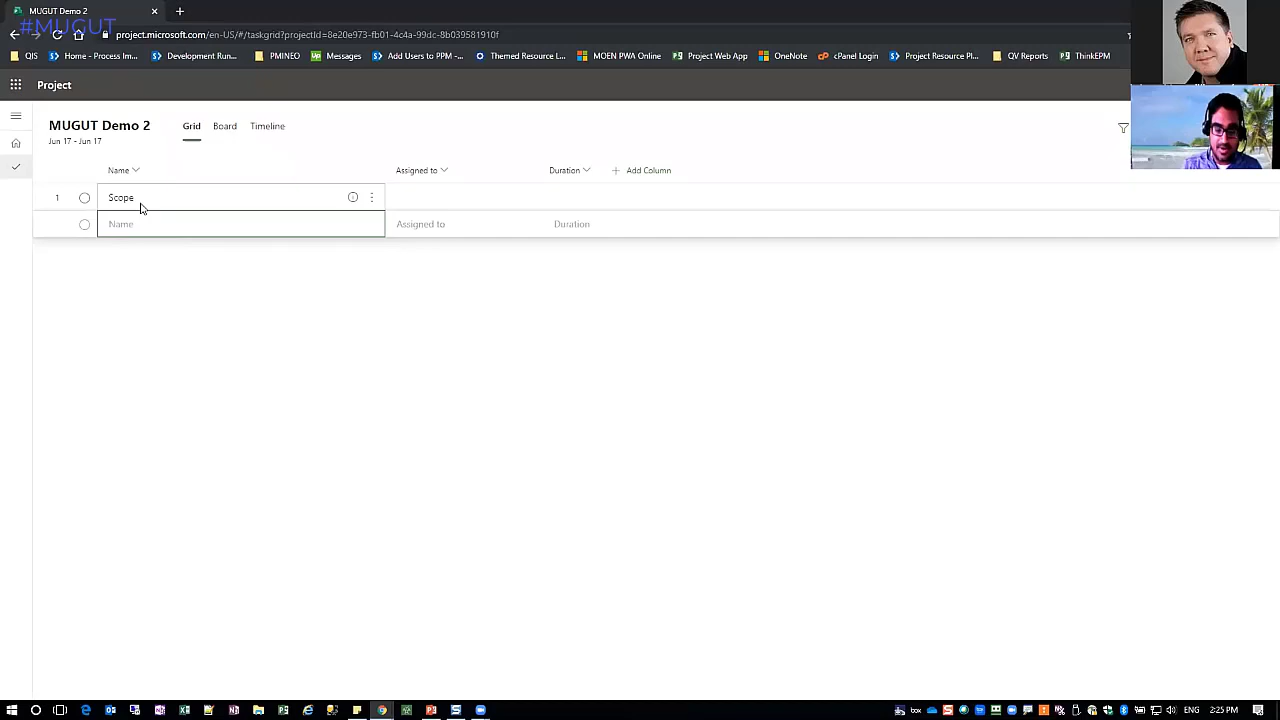 MUGUT Demo 2
#MUGUT
project.microsoft.com/en-US/#/taskgrid?projectId=8e20e973-fb01-4c4a-99dc-8b039581910f
QIS Home - Process Im... Development Run... PMINEO Messages Add Users to PPM -... Themed Resource L... MOEN PWA Online Project Web App OneNote cPanel Login Project Resource Pl... QV Reports ThinkEPM
Project
MUGUT Demo 2 Grid Board Timeline
Jun 17 - Jun 17
Name Assigned to Duration Add Column
1 Scope
Name Assigned to Duration
ENG 2:25 PM